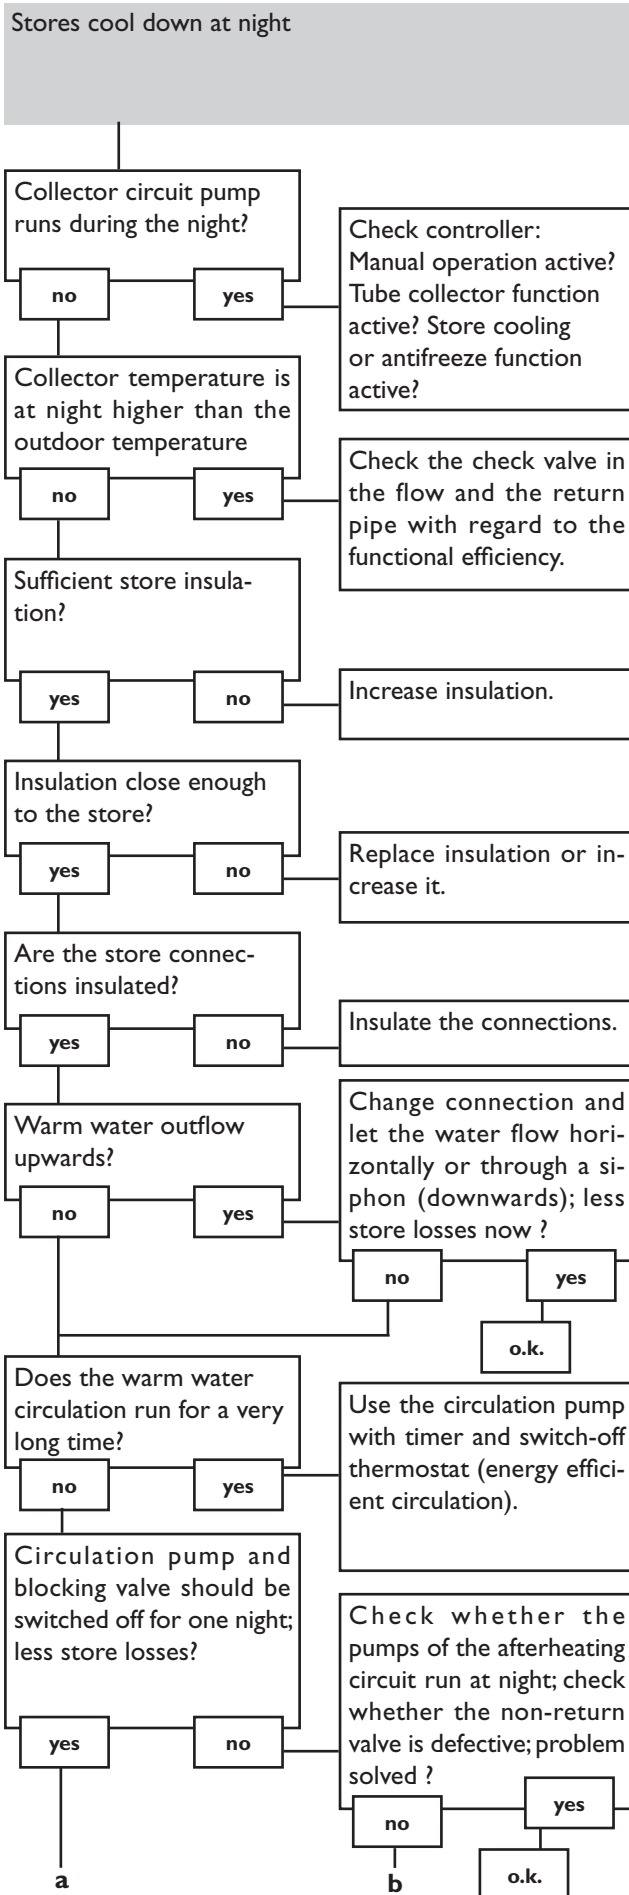 Stores cool down at night
Collector circuit pump
runs during the night?
no
yes
Check controller:
Manual operation active?
Tube collector function
active? Store cooling
or antifreeze function
active?
Collector temperature is
at night higher than the
outdoor temperature
no
yes
Check the check valve in
the flow and the return
pipe with regard to the
functional efficiency.
Sufficient store insula-
tion?
yes
no
Increase insulation.
Insulation close enough
to the store?
yes
no
Replace insulation or in-
crease it.
Are the store connec-
tions insulated?
yes
no
Insulate the connections.
Warm water outflow
upwards?
no
yes
Change connection and
let the water flow hori-
zontally or through a si-
phon (downwards); less
store losses now ?
no
yes
o.k.
Does the warm water
circulation run for a very
long time?
no
yes
Use the circulation pump
with timer and switch-off
thermostat (energy effici-
ent circulation).
Circulation pump and
blocking valve should be
switched off for one night;
less store losses?
yes
no
Check whether the
pumps of the afterheating
circuit run at night; check
whether the non-return
valve is defective; problem
solved ?
no
yes
o.k.
a
b